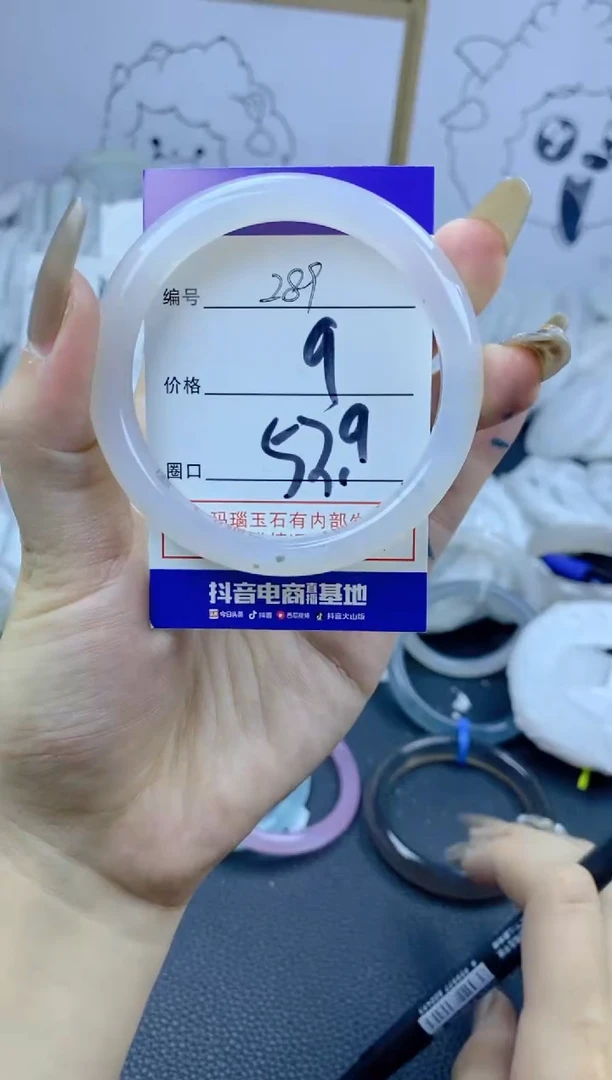 编号 289
价格 9
圈口 52.9
玛瑙玉石有内部生
抖音电商直播基地
今日头条 抖音 西瓜视频 抖音火山版